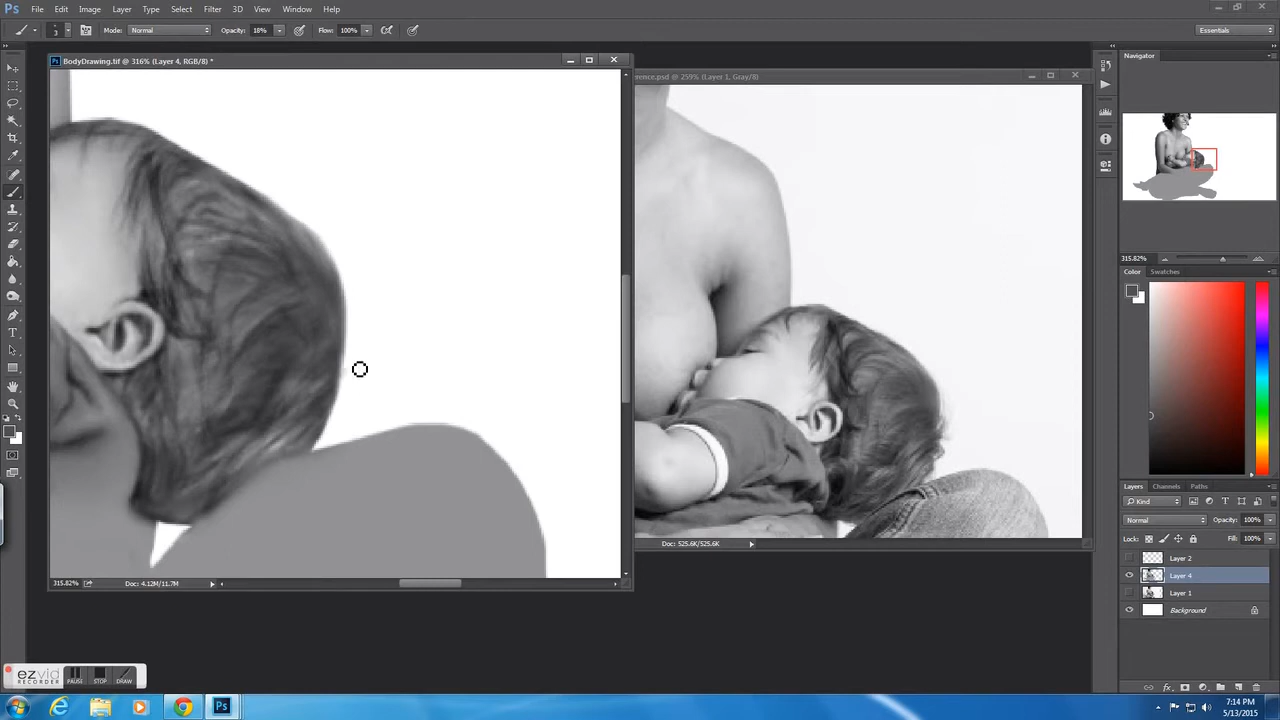 Ps File Edit Image Layer Type Select Filter 3D View Window Help
3 Mode: Normal Opacity: 18% Flow: 100% Essentials
Ps BodyDrawing.tif @ 316% (Layer 4, RGB/8) *
ence.psd @ 259% (Layer 1, Gray/8)
Navigator
315.82%
Color Swatches
Layers Channels Paths
Kind
Normal Opacity: 100%
Lock: Fill: 100%
Layer 2
Layer 4
Layer 1
Background
Doc: 525.6K/525.6K
315.82% Doc: 4.12M/11.7M
ezvid
RECORDER
PAUSE STOP DRAW
Ps
7:14 PM
5/13/2015